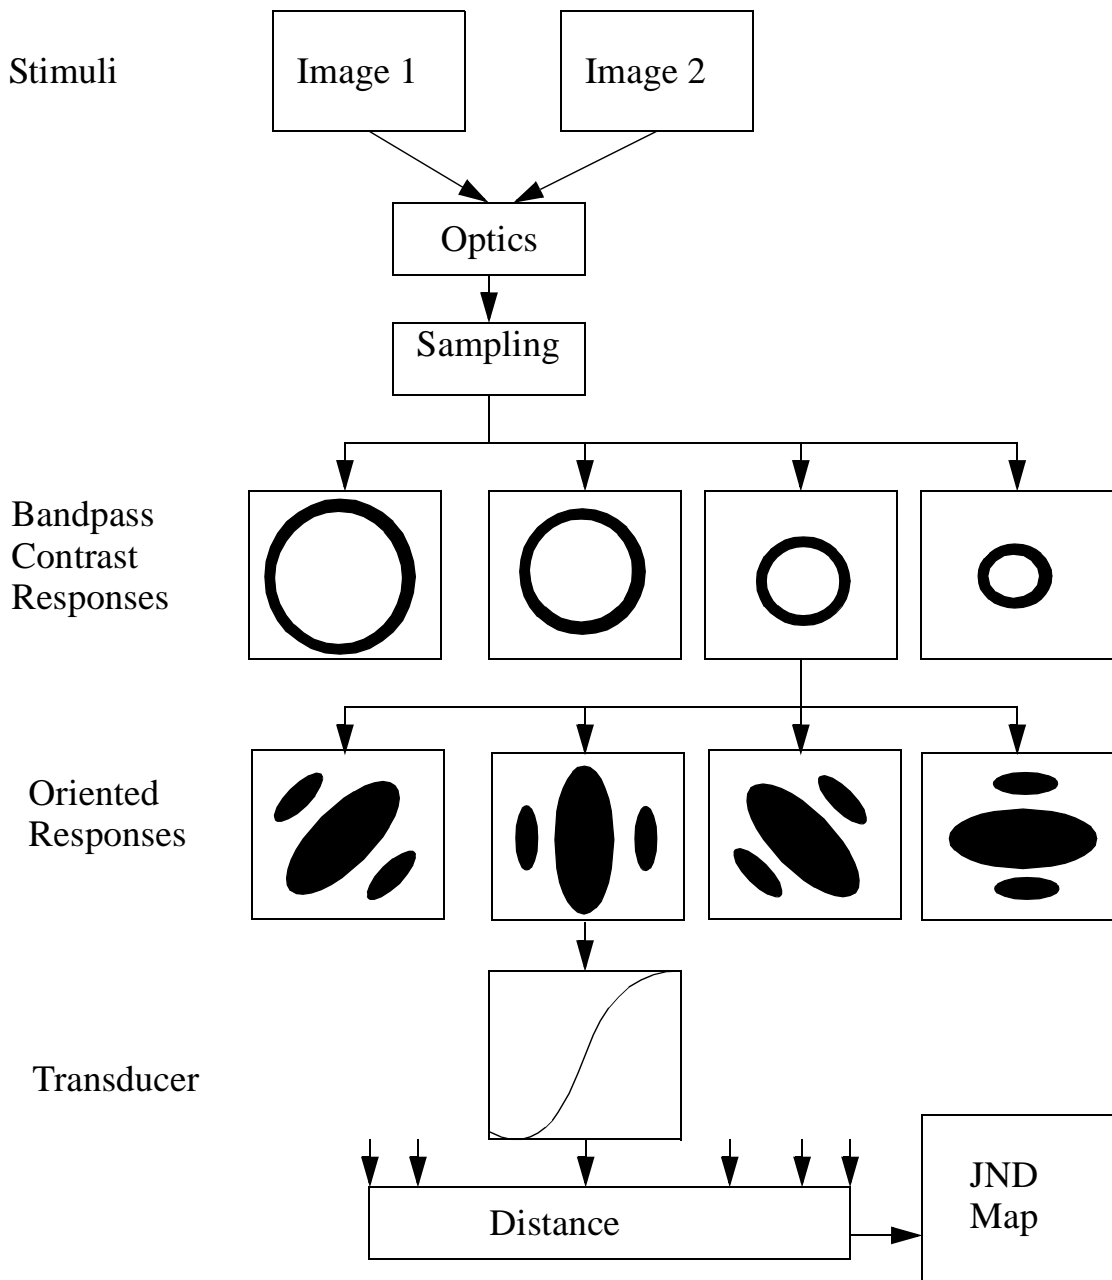 Stimuli
Image 1
Image 2
Optics
Sampling
Bandpass
Contrast
Responses
Oriented
Responses
Transducer
JND
Map
Distance